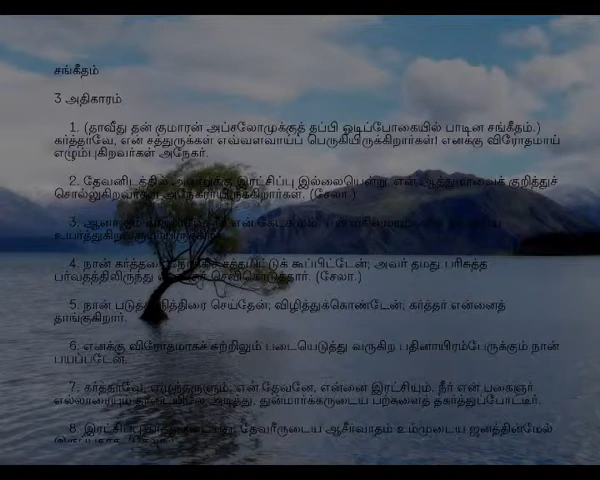 சங்கீதம்
3 அதிகாரம்
1. (தாவீது தன் குமாரன் அப்சலோமுக்குத் தப்பி ஓடிப்போகையில் பாடின சங்கீதம்.)
கர்த்தாவே, என் சத்துருக்கள் எவ்வளவாய்ப் பெருகியிருக்கிறார்கள்! எனக்கு விரோதமாய்
எழும்புகிறவர்கள் அநேகர்.
2. தேவனிடத்தில் அவனுக்கு இரட்சிப்பு இல்லையென்று, என் ஆத்துமாவைக் குறித்துச்
சொல்லுகிறவர்கள் அநேகராயிருக்கிறார்கள். (சேலா.)
3. ஆனாலும்
4. நான் கர்த்தரை நோக்கிச் சத்தமிட்டுக் கூப்பிட்டேன்; அவர் தமது பரிசுத்த
பர்வதத்திலிருந்து எனக்குச் செவிகொடுத்தார். (சேலா.)
5. நான் படுத்து நித்திரை செய்தேன்; விழித்துக்கொண்டேன்; கர்த்தர் என்னைத்
தாங்குகிறார்.
6. எனக்கு விரோதமாகச் சுற்றிலும் படையெடுத்து வருகிற பதினாயிரம்பேருக்கும் நான்
பயப்படேன்.
7. கர்த்தாவே, எழுந்தருளும்; என் தேவனே, என்னை இரட்சியும். நீர் என் பகைஞர்
எல்லாரையும் தாடையிலே அடித்து, துன்மார்க்கருடைய பற்களைத் தகர்த்துப்போட்டீர்.
8. இரட்சிப்பு கர்த்தருடையது; தேவரீருடைய ஆசீர்வாதம் உம்முடைய ஜனத்தின்மேல்